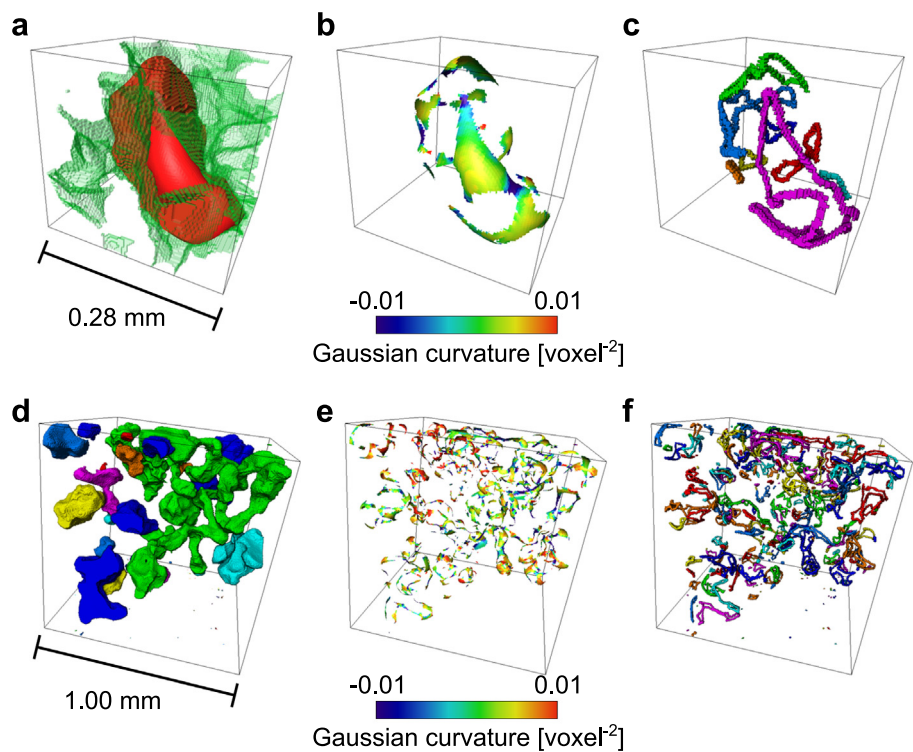 a b c
0.28 mm
-0.01 0.01
Gaussian curvature [voxel⁻²]
d e f
1.00 mm
-0.01 0.01
Gaussian curvature [voxel⁻²]